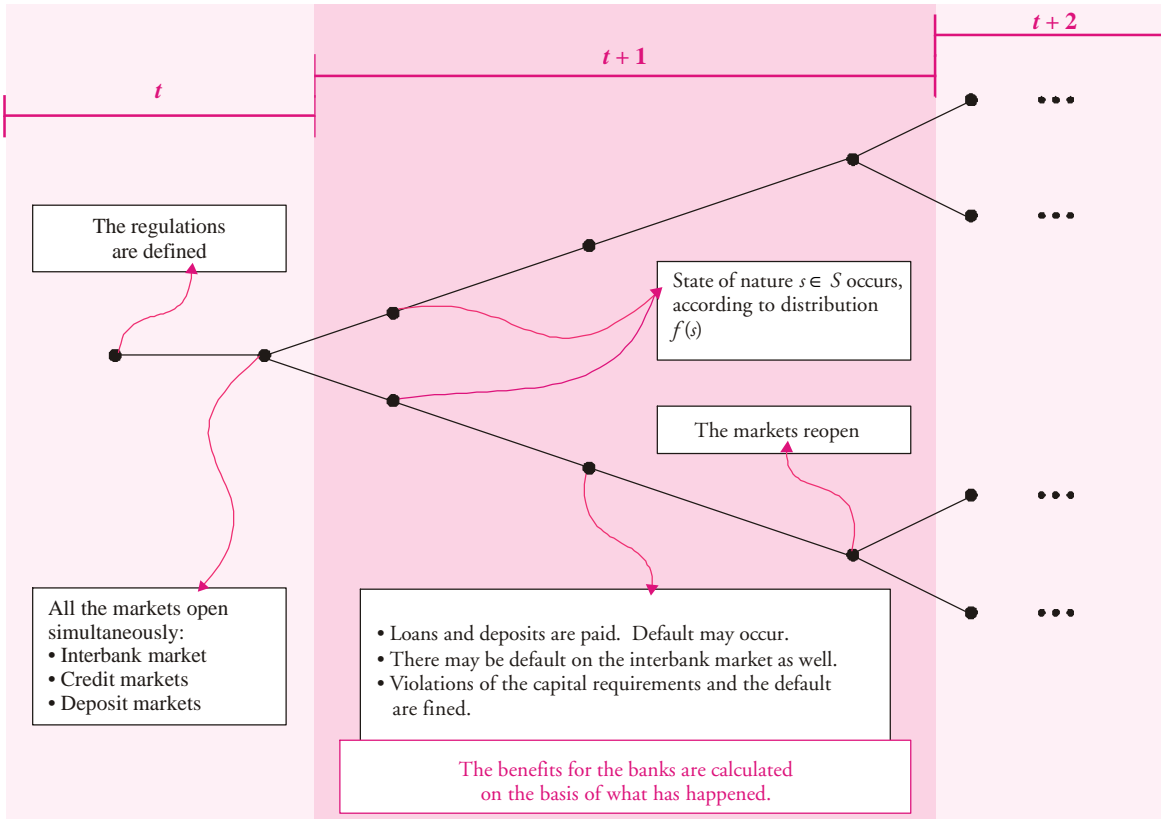 t
t + 1
t + 2
The regulations
are defined
State of nature s ∈ S occurs,
according to distribution
f(s)
The markets reopen
All the markets open
simultaneously:
• Interbank market
• Credit markets
• Deposit markets
• Loans and deposits are paid. Default may occur.
• There may be default on the interbank market as well.
• Violations of the capital requirements and the default
are fined.
The benefits for the banks are calculated
on the basis of what has happened.